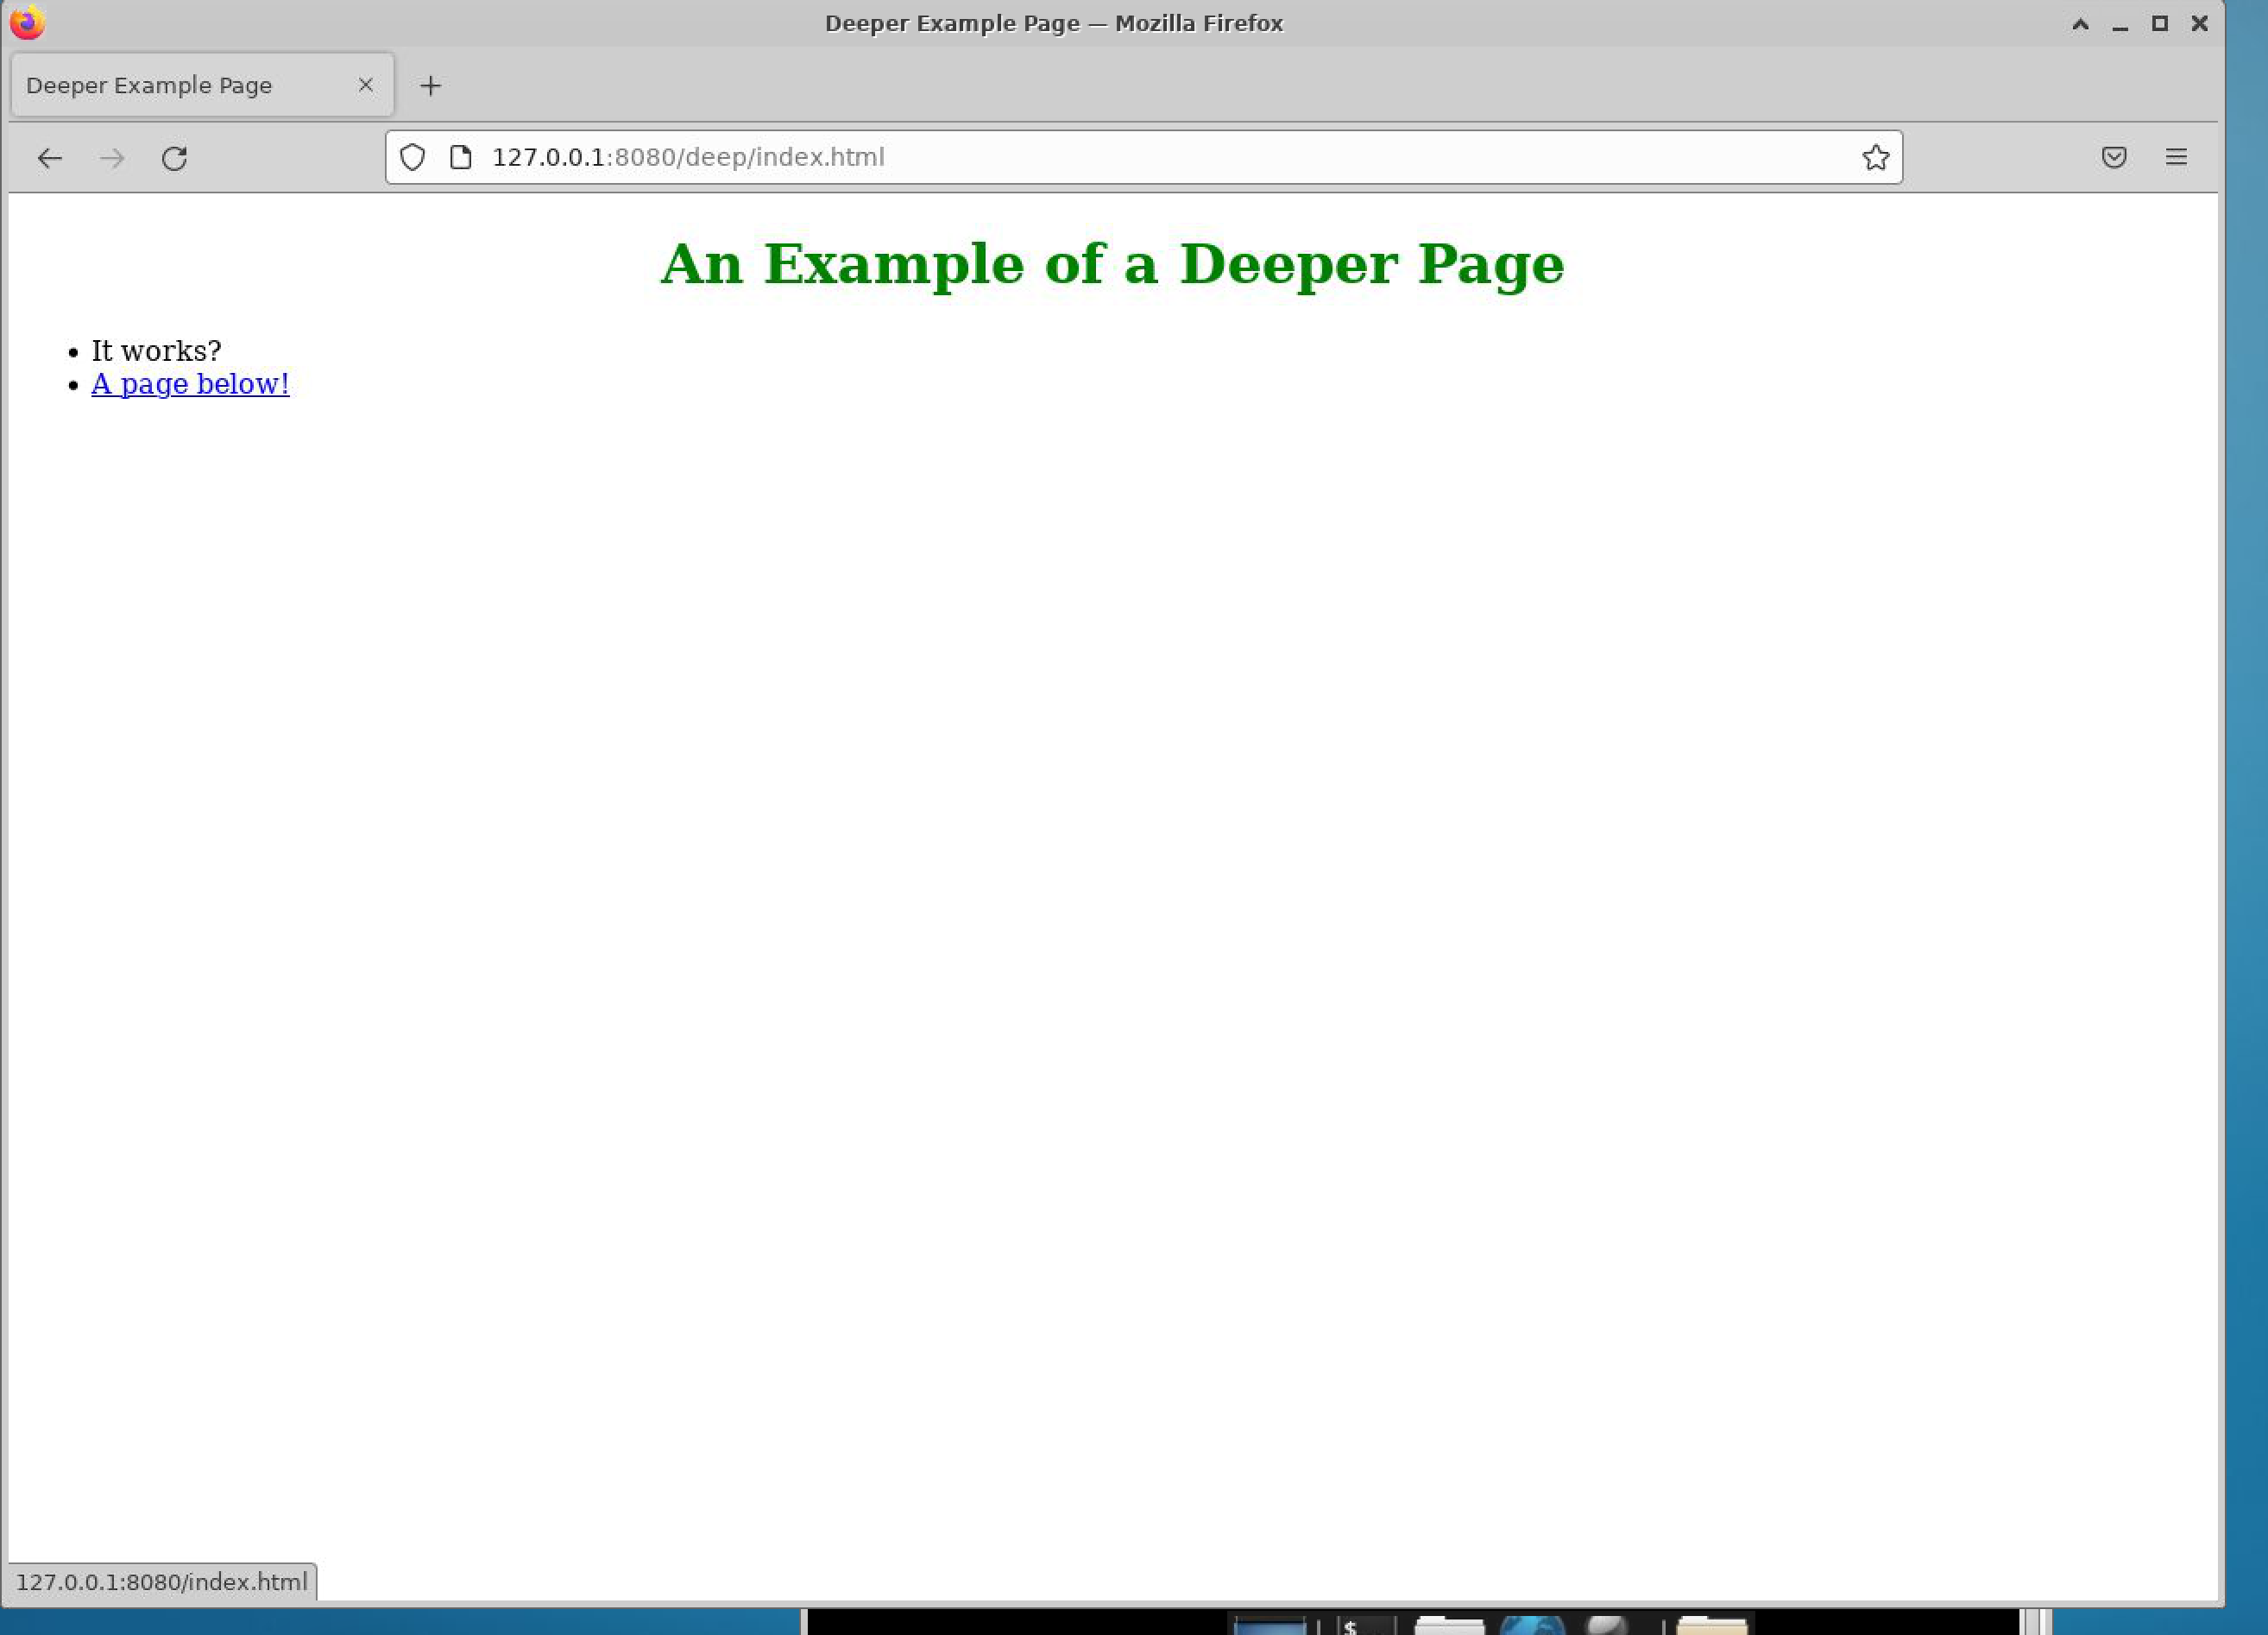 Deeper Example Page — Mozilla Firefox
Deeper Example Page
127.0.0.1:8080/deep/index.html
An Example of a Deeper Page
• It works?
• A page below!
127.0.0.1:8080/index.html
$